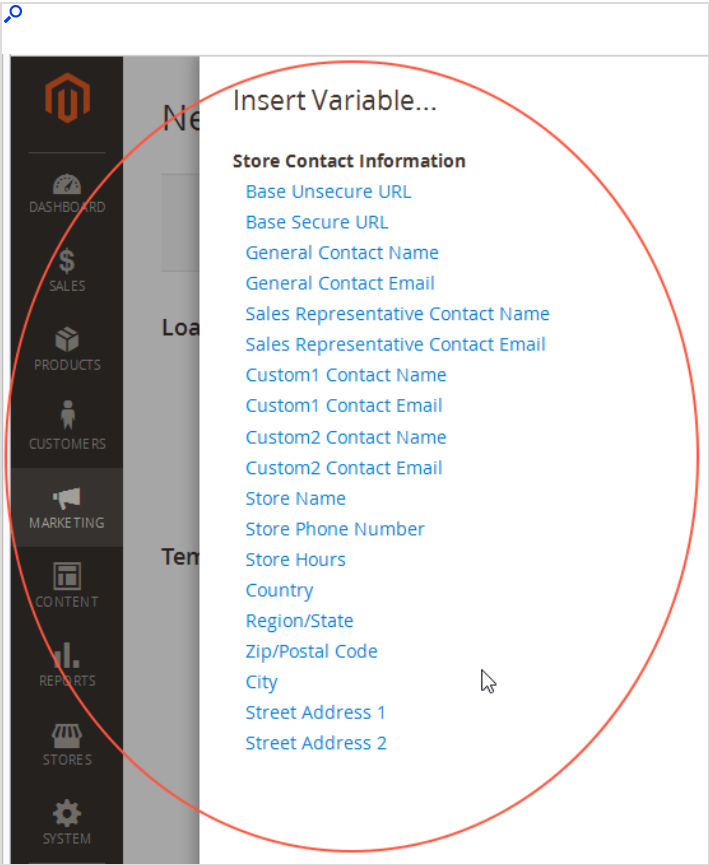 DASHBOARD
SALES
PRODUCTS
CUSTOMERS
MARKETING
CONTENT
REPORTS
STORES
SYSTEM
Ne
Loa
Tem
Insert Variable...
Store Contact Information
Base Unsecure URL
Base Secure URL
General Contact Name
General Contact Email
Sales Representative Contact Name
Sales Representative Contact Email
Custom1 Contact Name
Custom1 Contact Email
Custom2 Contact Name
Custom2 Contact Email
Store Name
Store Phone Number
Store Hours
Country
Region/State
Zip/Postal Code
City
Street Address 1
Street Address 2